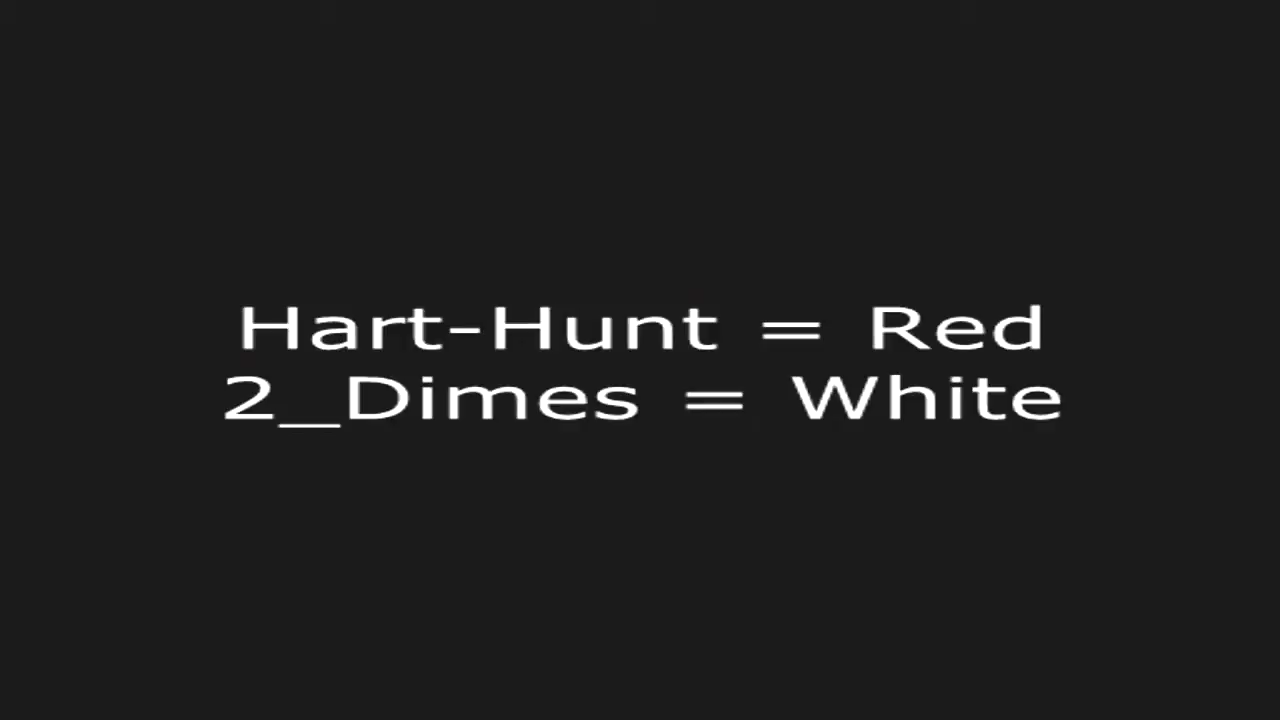 Hart-Hunt = Red
2_Dimes = White